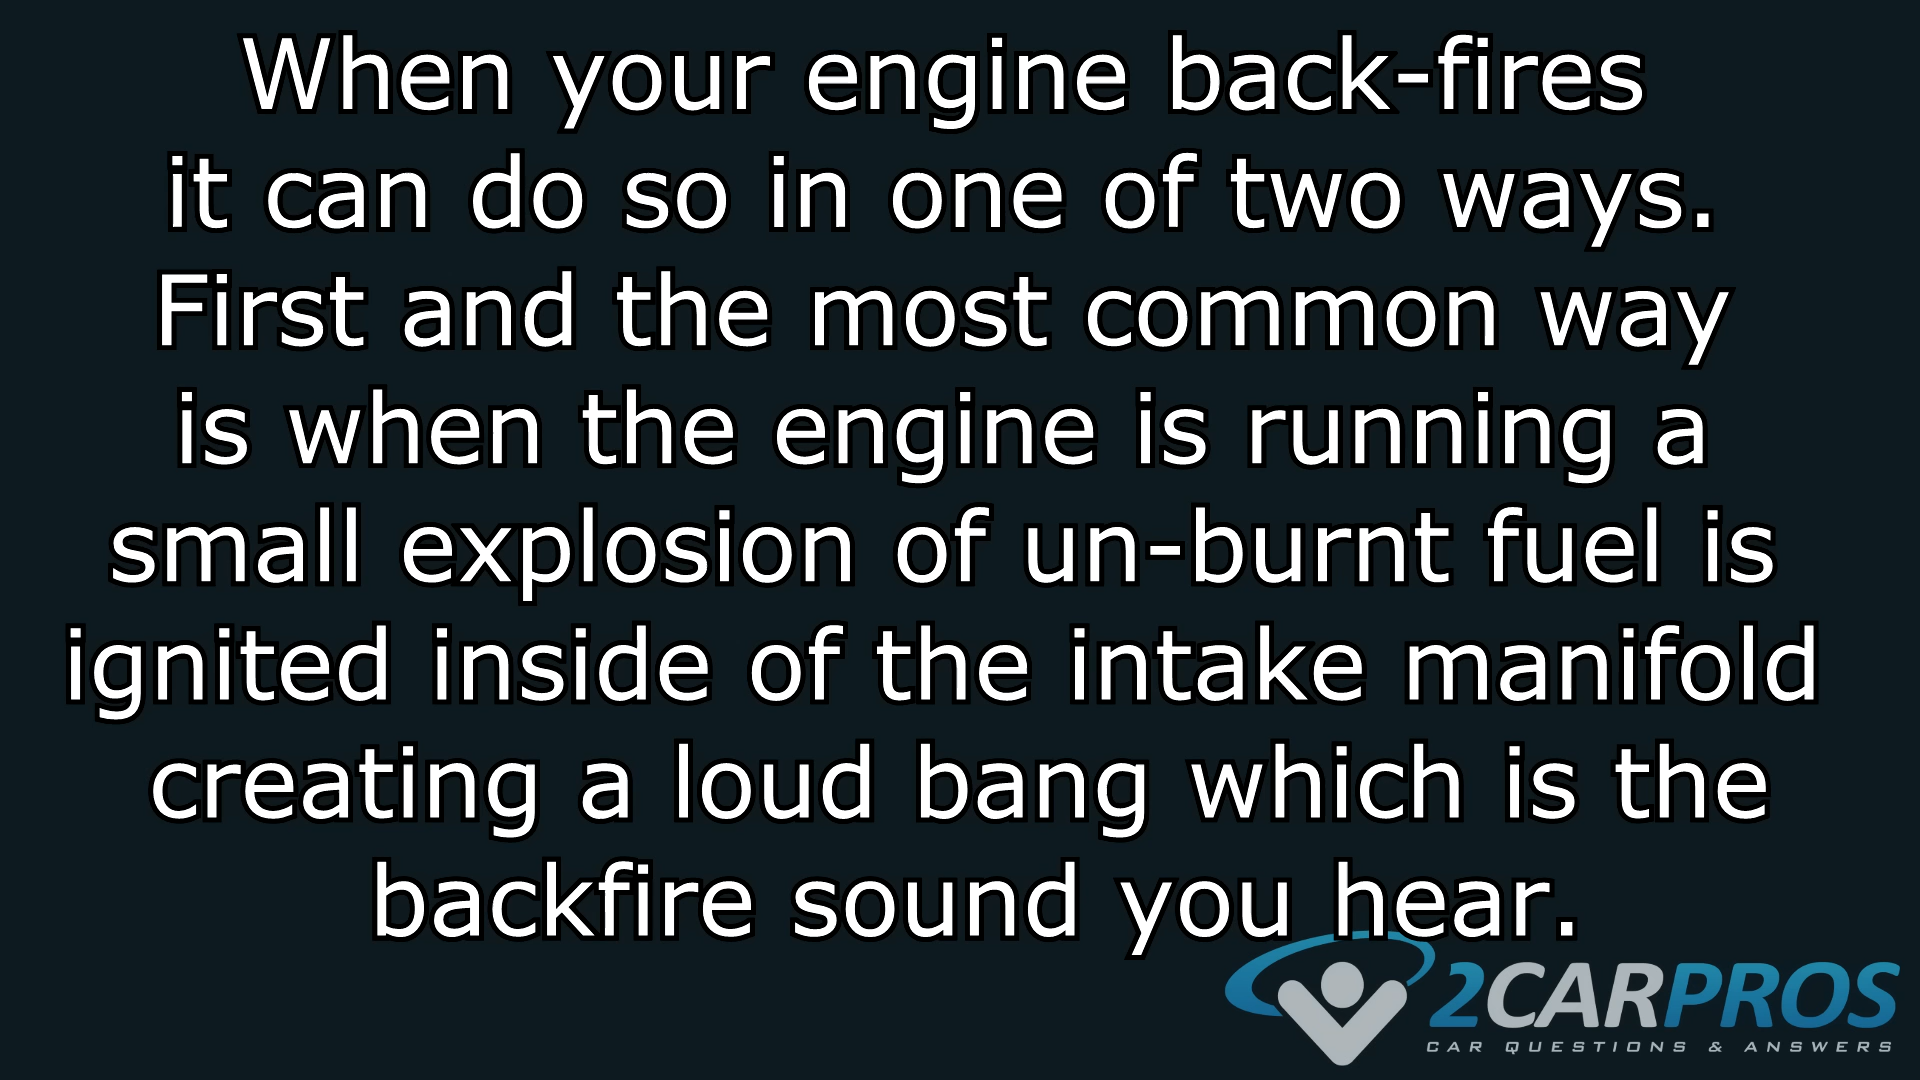 When your engine back-fires
it can do so in one of two ways.
First and the most common way
is when the engine is running a
small explosion of un-burnt fuel is
ignited inside of the intake manifold
creating a loud bang which is the
backfire sound you hear.
2CARPROS
CAR QUESTIONS & ANSWERS